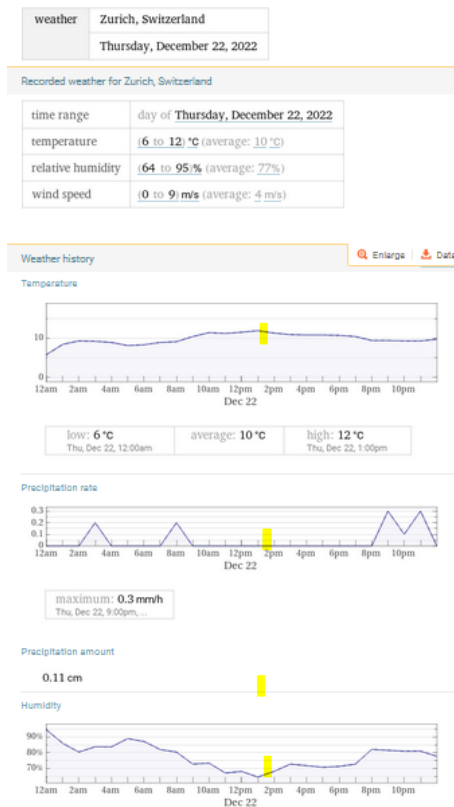 weather Zurich, Switzerland
Thursday, December 22, 2022
Recorded weather for Zurich, Switzerland
time range day of Thursday, December 22, 2022
temperature (6 to 12) °C (average: 10 °C)
relative humidity (64 to 95)% (average: 77%)
wind speed (0 to 9) m/s (average: 4 m/s)
Weather history Enlarge Data
Temperature
10
0
12am 2am 4am 6am 8am 10am 12pm 2pm 4pm 6pm 8pm 10pm
Dec 22
low: 6 °C average: 10 °C high: 12 °C
Thu, Dec 22, 12:00am Thu, Dec 22, 1:00pm
Precipitation rate
0.3
0.2
0.1
0
12am 2am 4am 6am 8am 10am 12pm 2pm 4pm 6pm 8pm 10pm
Dec 22
maximum: 0.3 mm/h
Thu, Dec 22, 9:00pm, ...
Precipitation amount
0.11 cm
Humidity
90%
80%
70%
12am 2am 4am 6am 8am 10am 12pm 2pm 4pm 6pm 8pm 10pm
Dec 22